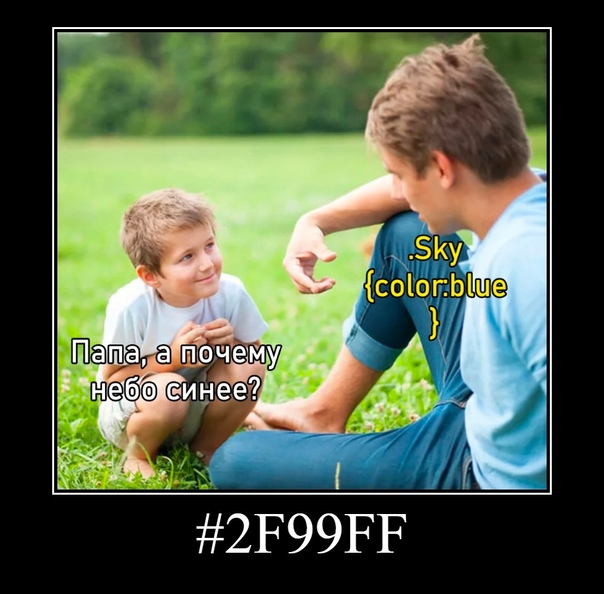 .Sky
{color:blue
}
Папа, а почему
небо синее?
#2F99FF